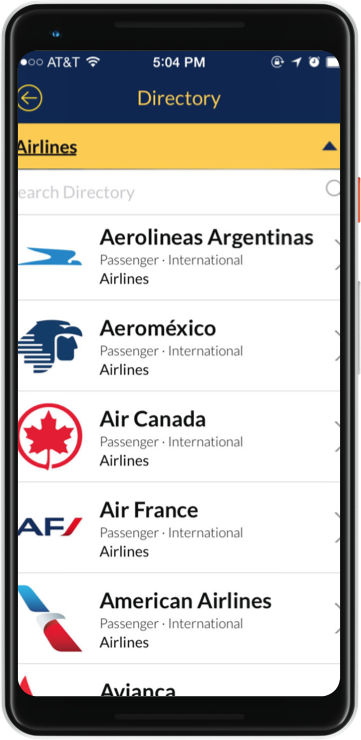 AT&T 5:04 PM
Directory
Airlines
earch Directory
Aerolineas Argentinas
Passenger · International
Airlines
Aeroméxico
Passenger · International
Airlines
Air Canada
Passenger · International
Airlines
AF
Air France
Passenger · International
Airlines
American Airlines
Passenger · International
Airlines
Avianca